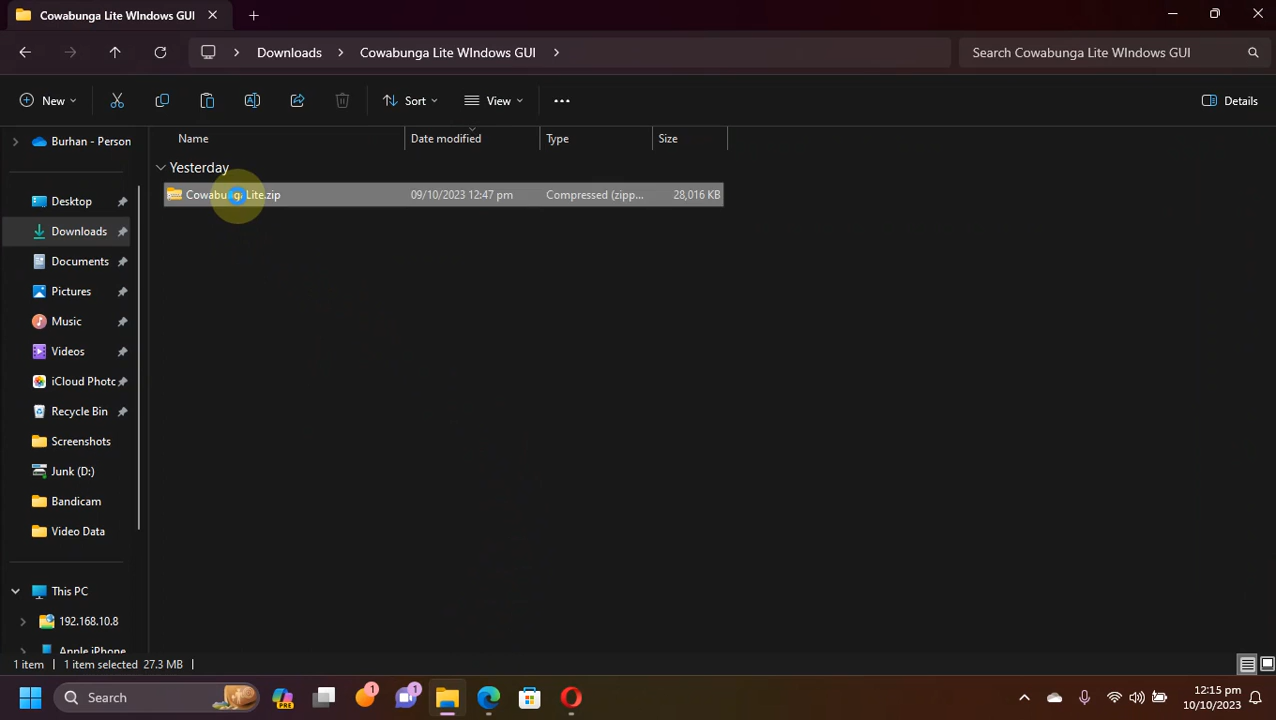 Cowabunga Lite WIndows GUI
Downloads
Cowabunga Lite WIndows GUI
Search Cowabunga Lite WIndows GUI
New
Sort
View
Details
Burhan - Person
Name
Date modified
Type
Size
Yesterday
Cowabunga Lite.zip
09/10/2023 12:47 pm
Compressed (zipp...
28,016 KB
Desktop
Downloads
Documents
Pictures
Music
Videos
iCloud Photo
Recycle Bin
Screenshots
Junk (D:)
Bandicam
Video Data
This PC
192.168.10.8
Apple iPhone
1 item
1 item selected 27.3 MB
Search
PRE
1
1
12:15 pm
10/10/2023